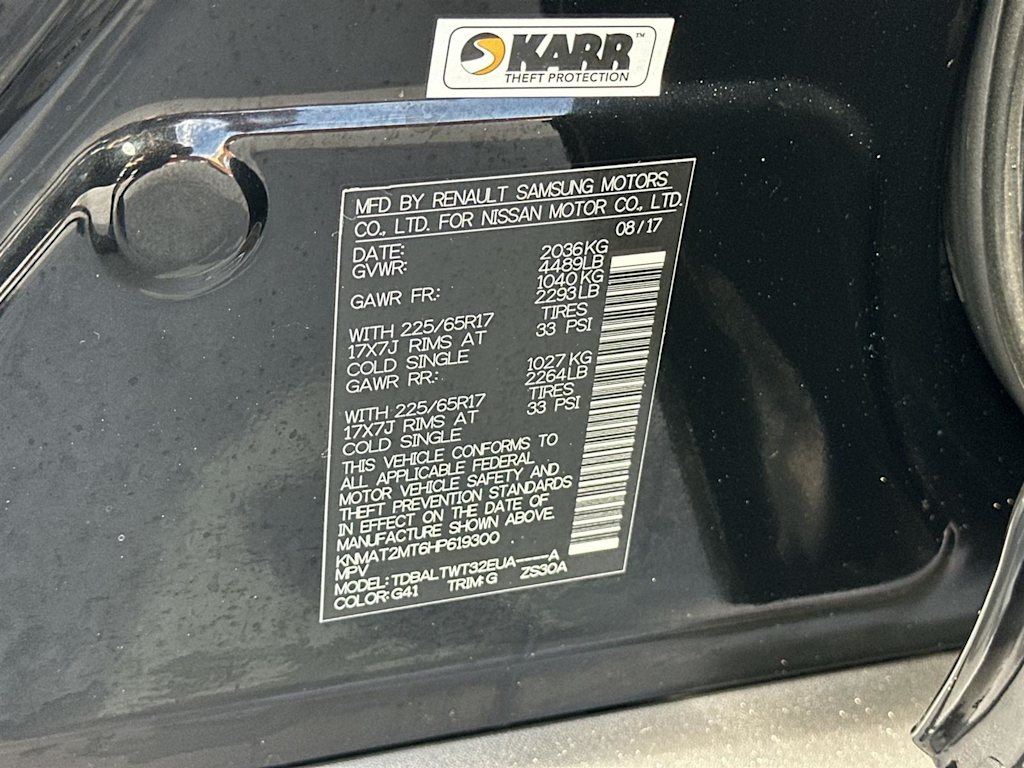 KARR™
THEFT PROTECTION
MFD BY RENAULT SAMSUNG MOTORS
CO., LTD. FOR NISSAN MOTOR CO., LTD.
DATE: 08/17
GVWR: 2036KG
4489LB
GAWR FR: 1040KG
2293LB
WITH 225/65R17 TIRES
17X7J RIMS AT 33 PSI
COLD SINGLE
GAWR RR: 1027KG
2264LB
WITH 225/65R17 TIRES
17X7J RIMS AT 33 PSI
COLD SINGLE
THIS VEHICLE CONFORMS TO
ALL APPLICABLE FEDERAL
MOTOR VEHICLE SAFETY AND
THEFT PREVENTION STANDARDS
IN EFFECT ON THE DATE OF
MANUFACTURE SHOWN ABOVE.
KNMAT2MT6HP619300
MPV
MODEL: TDBALTWT32EUA-----A
COLOR: G41 TRIM: G ZS30A